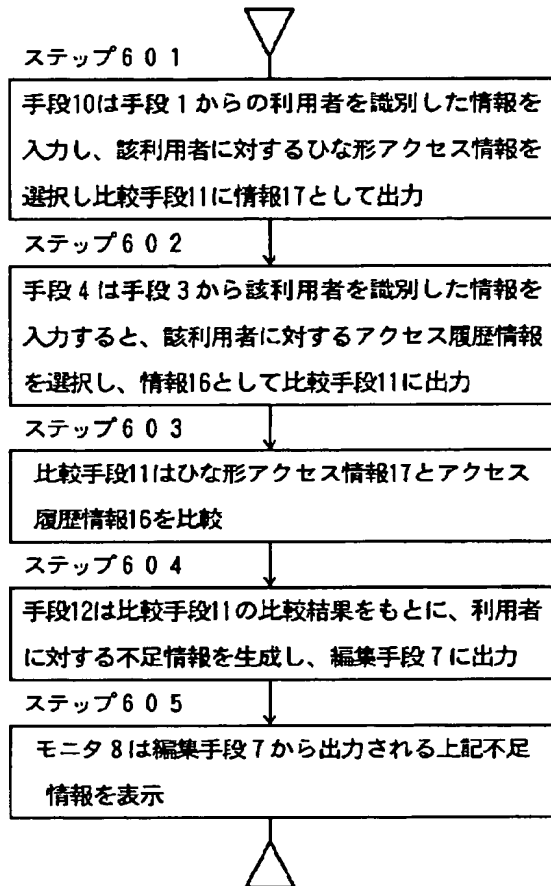 ステップ601
手段10は手段1からの利用者を識別した情報を
入力し、該利用者に対するひな形アクセス情報を
選択し比較手段11に情報17として出力
ステップ602
手段4は手段3から該利用者を識別した情報を
入力すると、該利用者に対するアクセス履歴情報
を選択し、情報16として比較手段11に出力
ステップ603
比較手段11はひな形アクセス情報17とアクセス
履歴情報16を比較
ステップ604
手段12は比較手段11の比較結果をもとに、利用者
に対する不足情報を生成し、編集手段7に出力
ステップ605
モニタ8は編集手段7から出力される上記不足
情報を表示